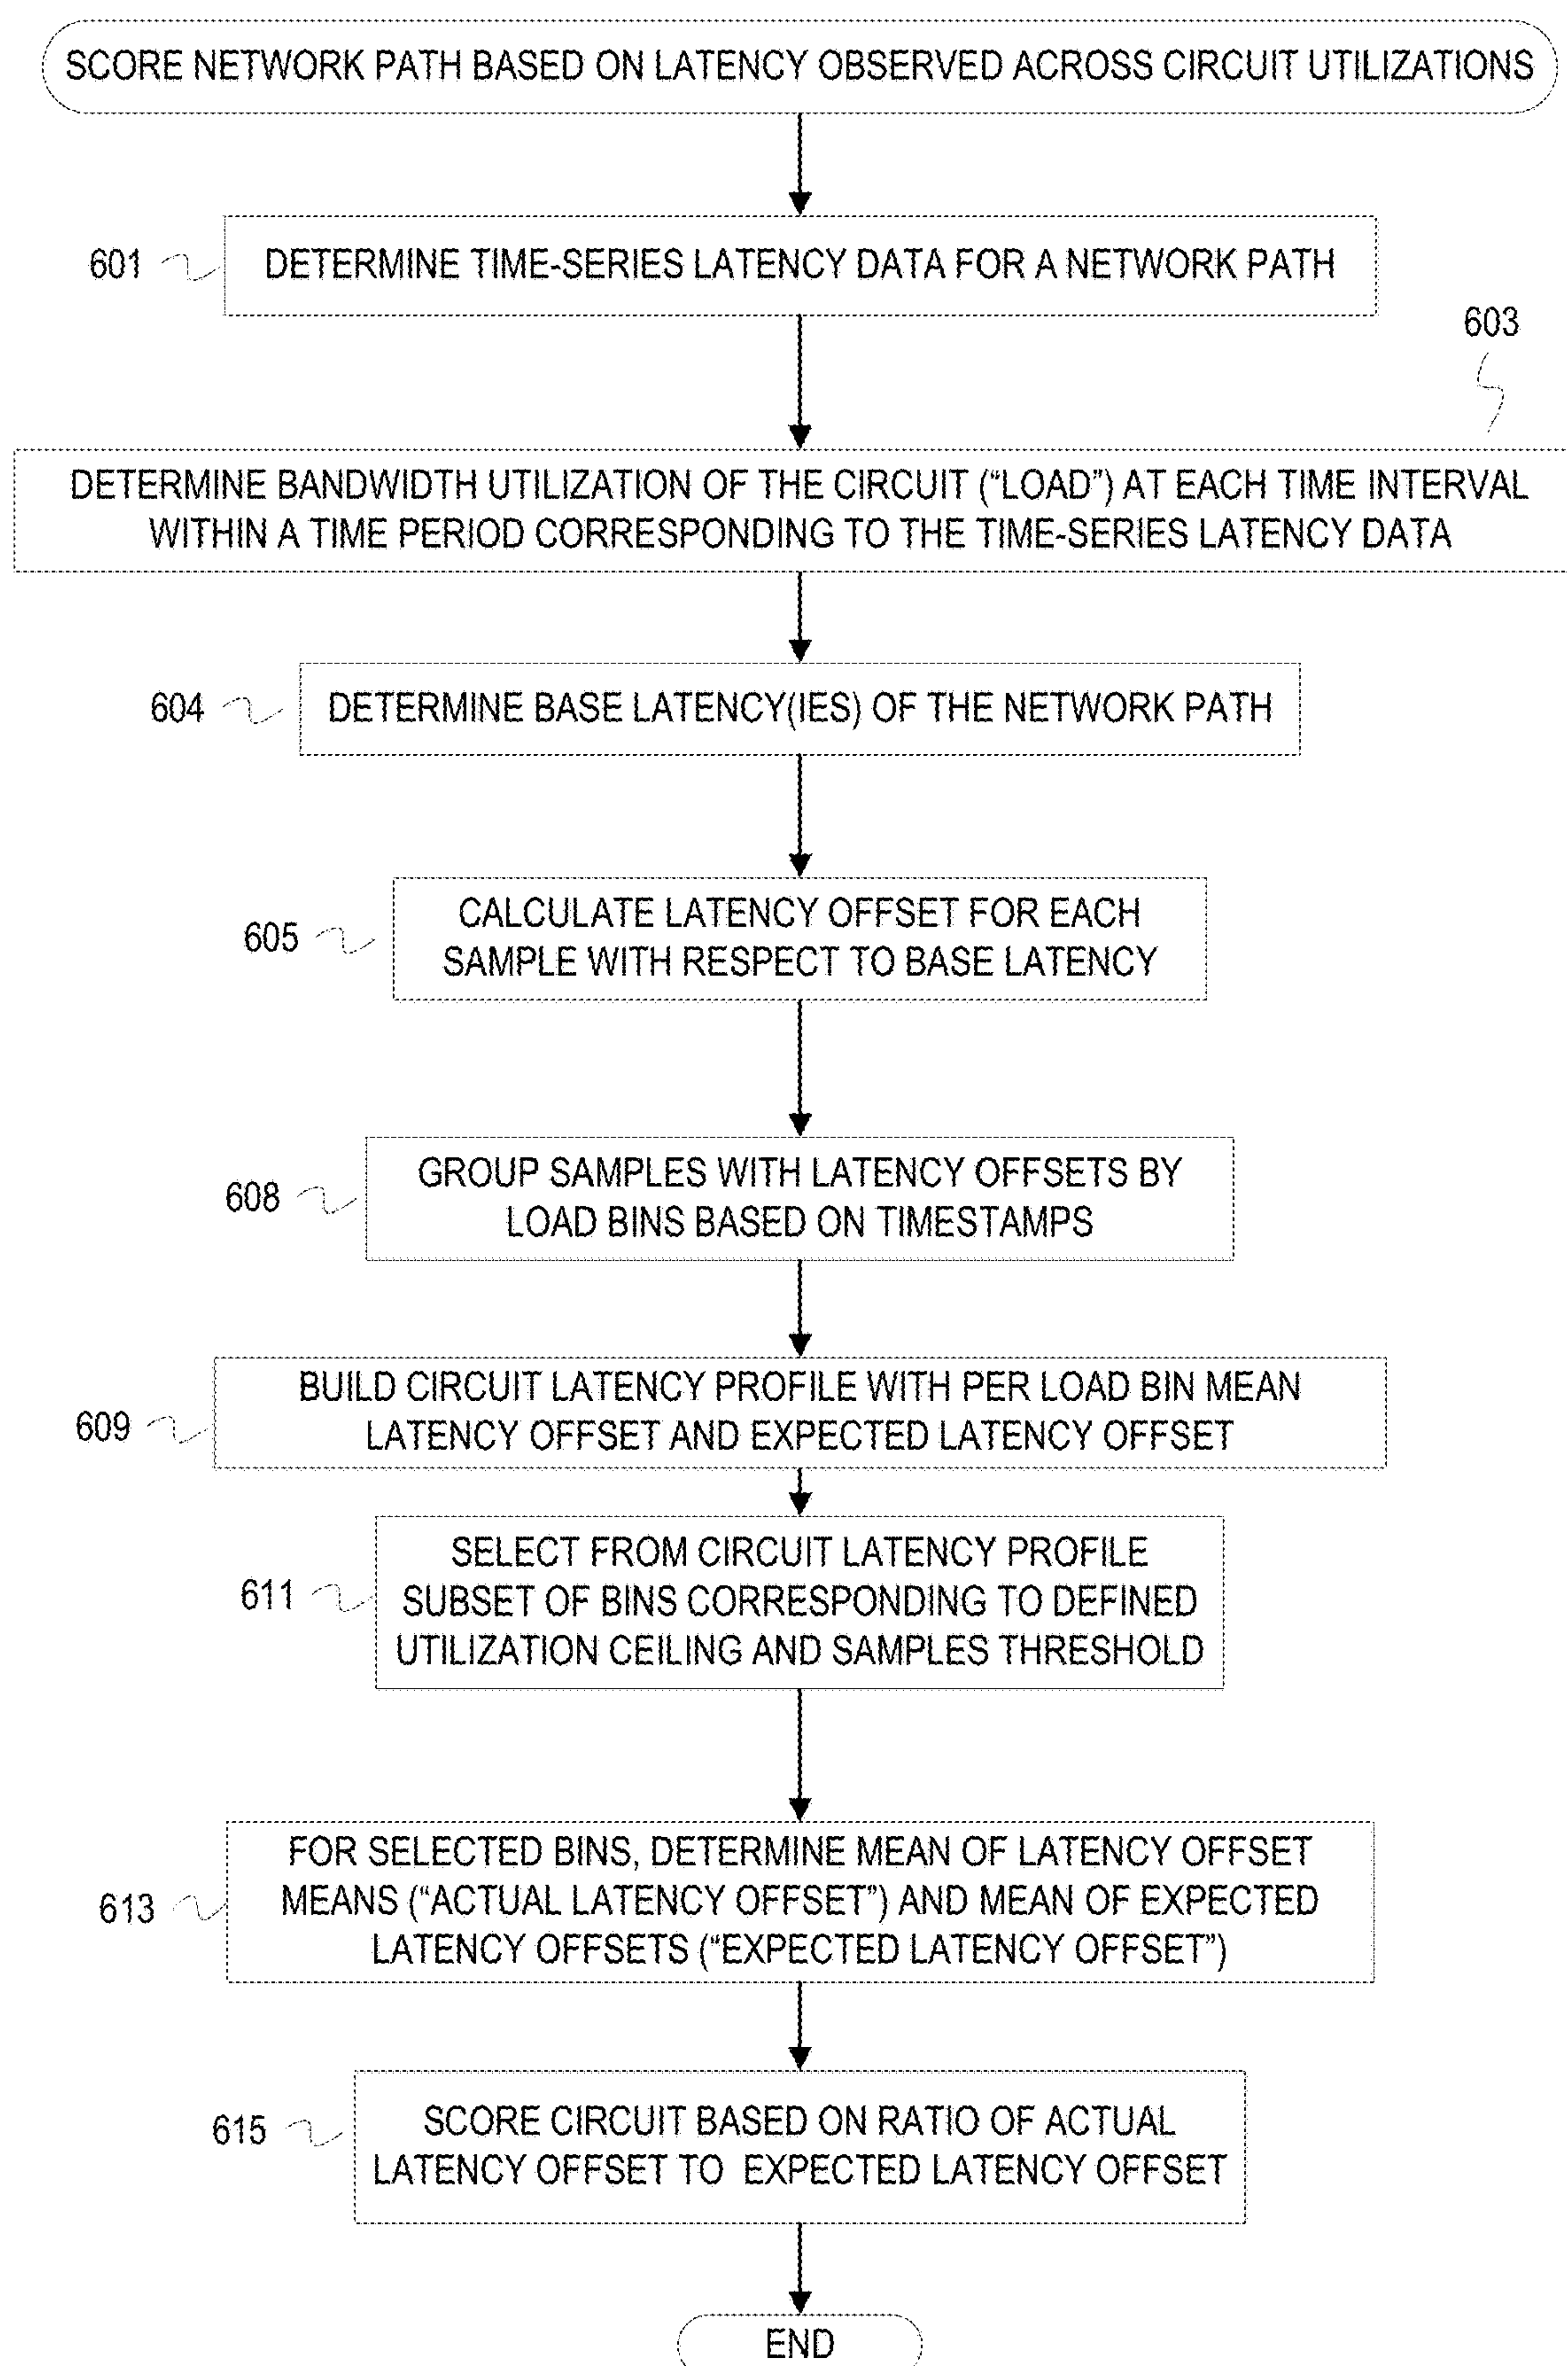 SCORE NETWORK PATH BASED ON LATENCY OBSERVED ACROSS CIRCUIT UTILIZATIONS
601
DETERMINE TIME-SERIES LATENCY DATA FOR A NETWORK PATH
603
DETERMINE BANDWIDTH UTILIZATION OF THE CIRCUIT (“LOAD”) AT EACH TIME INTERVAL
WITHIN A TIME PERIOD CORRESPONDING TO THE TIME-SERIES LATENCY DATA
604
DETERMINE BASE LATENCY(IES) OF THE NETWORK PATH
605
CALCULATE LATENCY OFFSET FOR EACH
SAMPLE WITH RESPECT TO BASE LATENCY
608
GROUP SAMPLES WITH LATENCY OFFSETS BY
LOAD BINS BASED ON TIMESTAMPS
609
BUILD CIRCUIT LATENCY PROFILE WITH PER LOAD BIN MEAN
LATENCY OFFSET AND EXPECTED LATENCY OFFSET
611
SELECT FROM CIRCUIT LATENCY PROFILE
SUBSET OF BINS CORRESPONDING TO DEFINED
UTILIZATION CEILING AND SAMPLES THRESHOLD
613
FOR SELECTED BINS, DETERMINE MEAN OF LATENCY OFFSET
MEANS (“ACTUAL LATENCY OFFSET”) AND MEAN OF EXPECTED
LATENCY OFFSETS (“EXPECTED LATENCY OFFSET”)
615
SCORE CIRCUIT BASED ON RATIO OF ACTUAL
LATENCY OFFSET TO EXPECTED LATENCY OFFSET
END